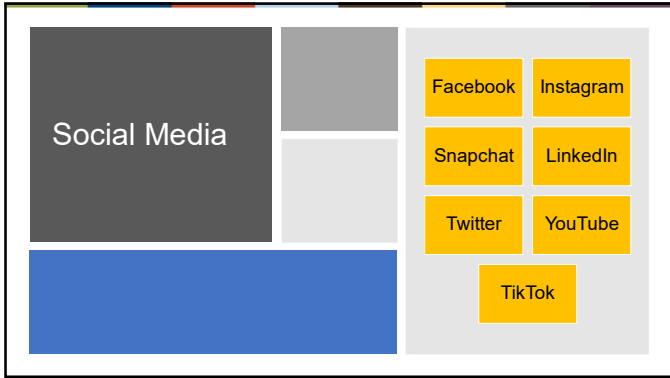 Social Media
Facebook
Instagram
Snapchat
LinkedIn
Twitter
YouTube
TikTok